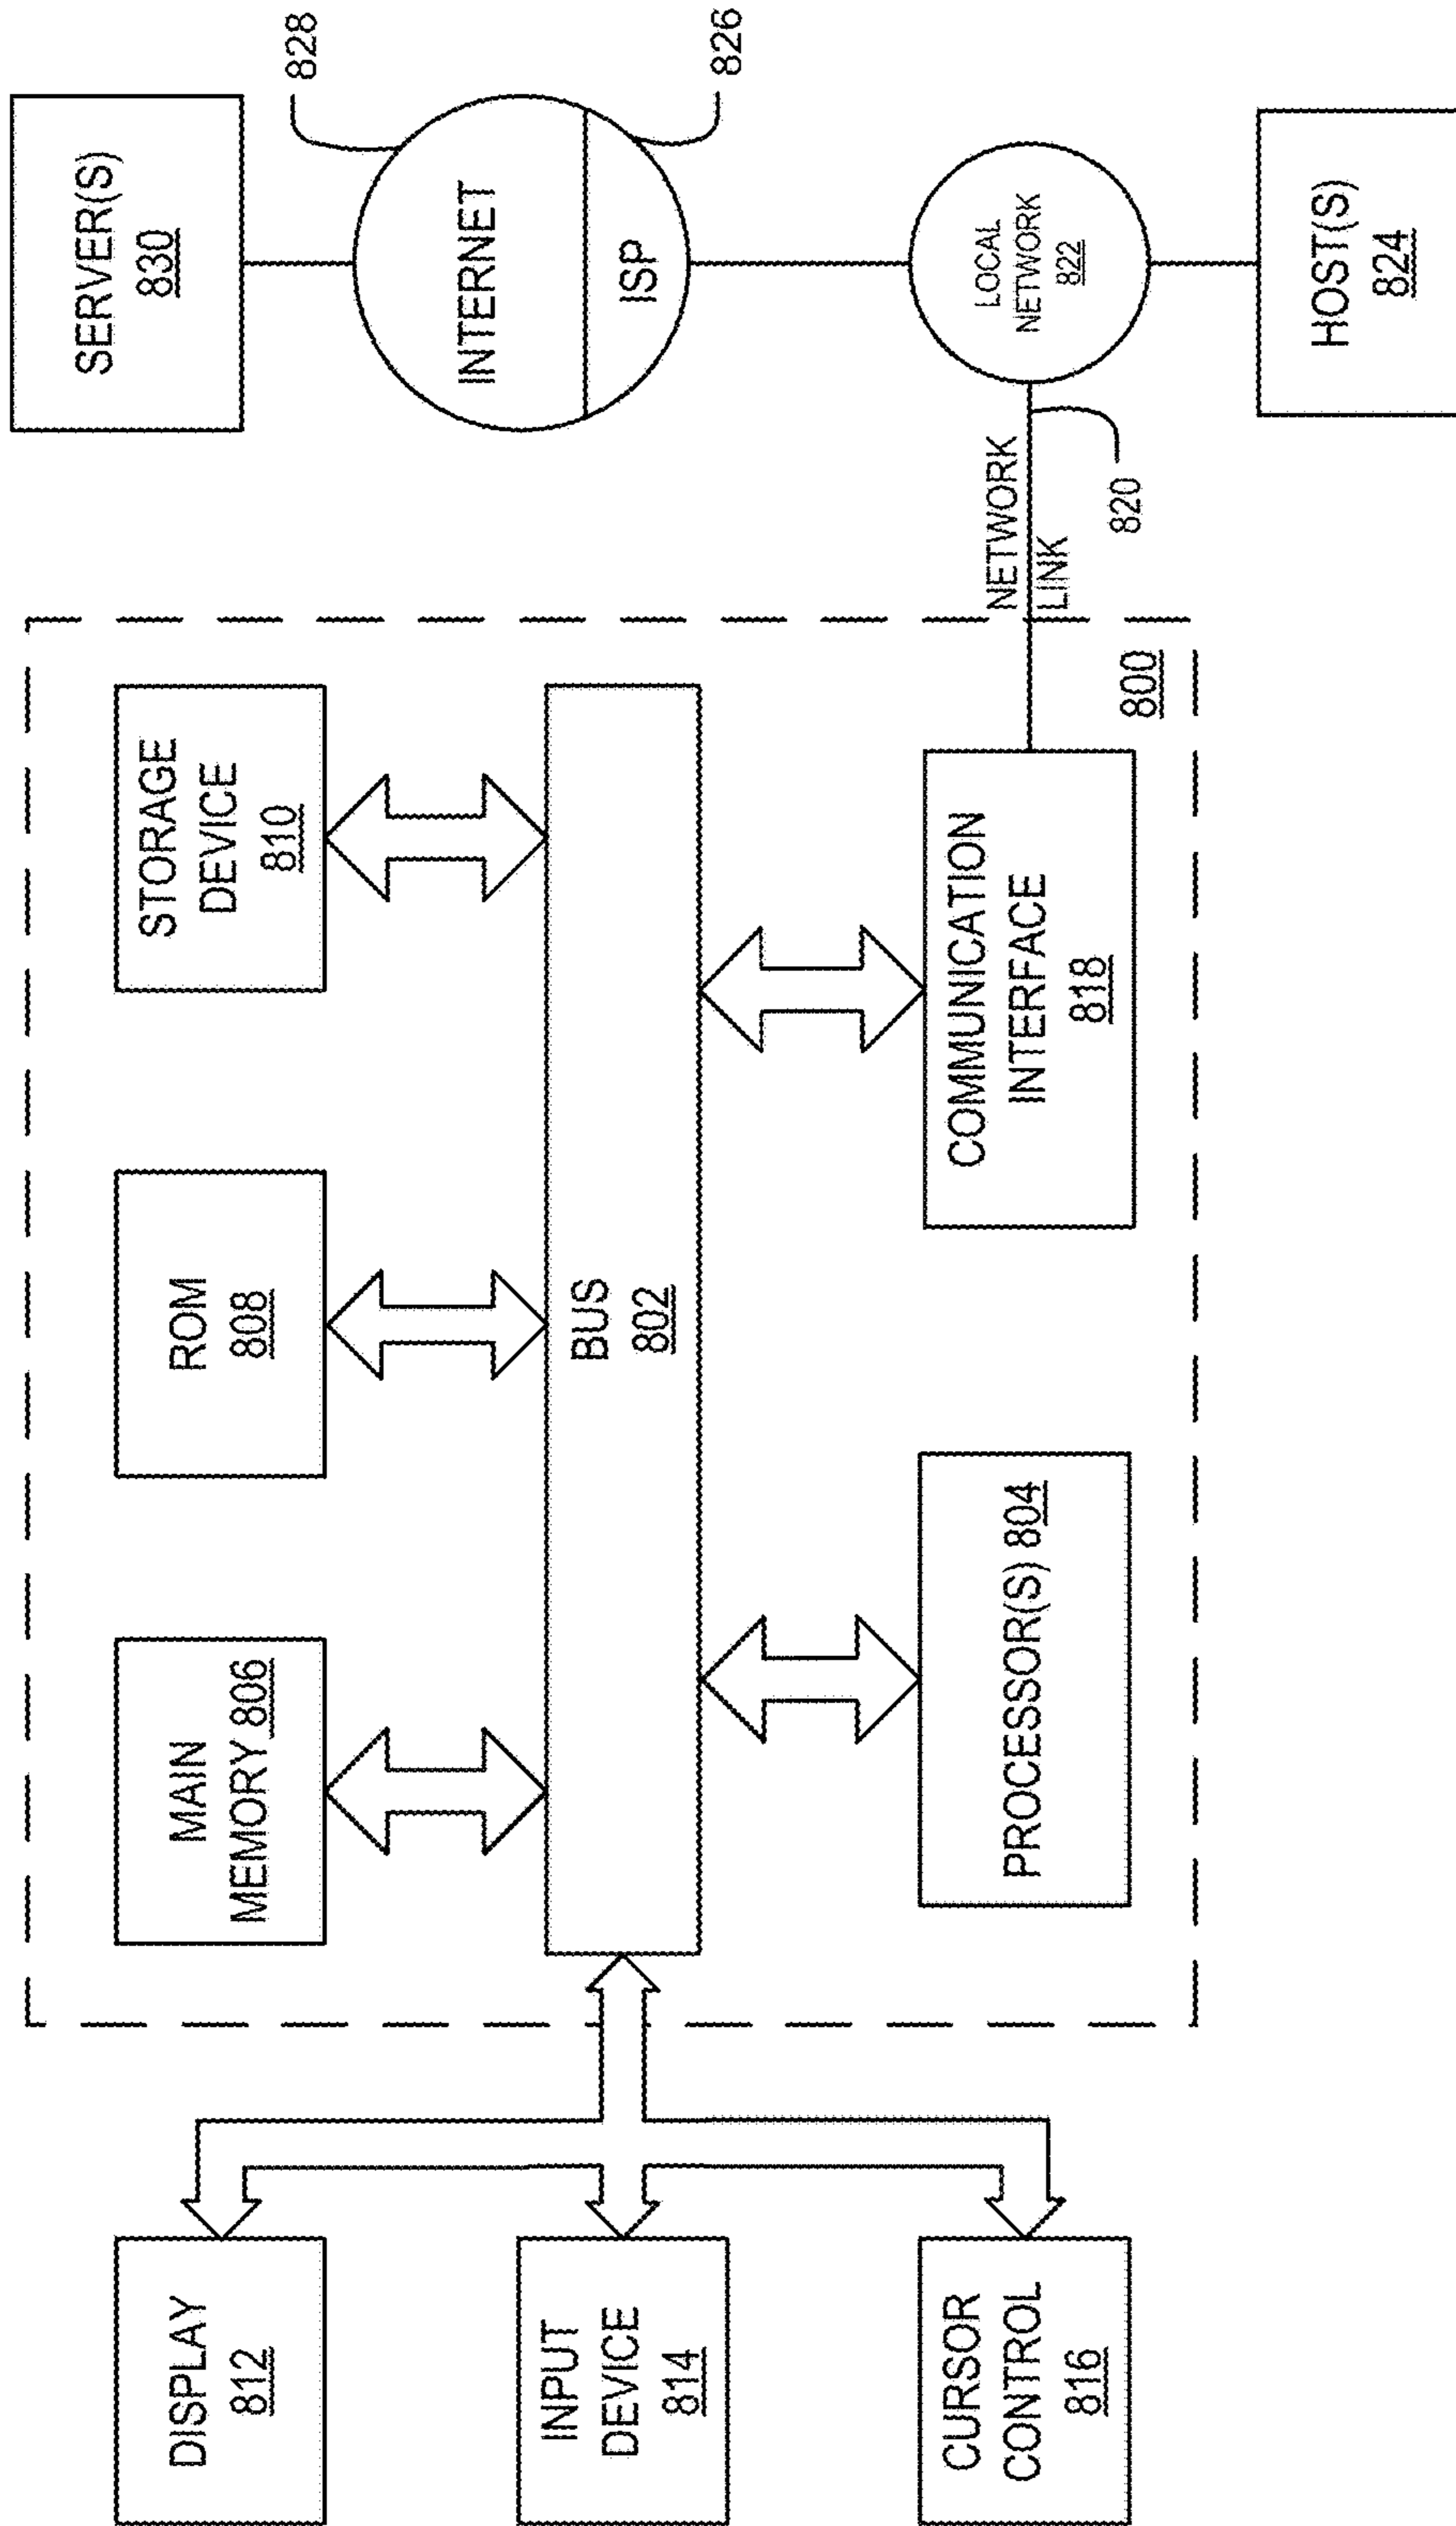 DISPLAY
812
INPUT
DEVICE
814
CURSOR
CONTROL
816
MAIN
MEMORY 806
ROM
808
STORAGE
DEVICE
810
BUS
802
PROCESSOR(S) 804
COMMUNICATION
INTERFACE
818
800
NETWORK
LINK
820
SERVER(S)
830
828
INTERNET
ISP
826
LOCAL
NETWORK
822
HOST(S)
824